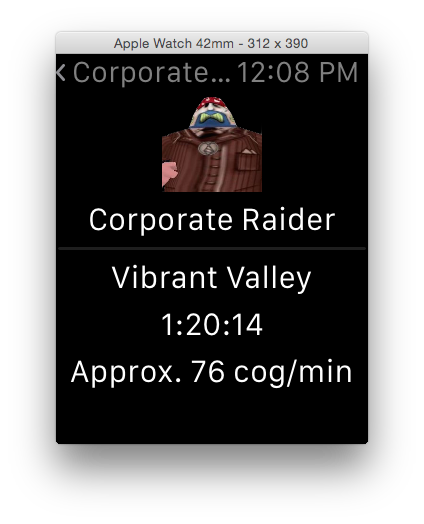 Apple Watch 42mm - 312 x 390
< Corporate... 12:08 PM
Corporate Raider
Vibrant Valley
1:20:14
Approx. 76 cog/min